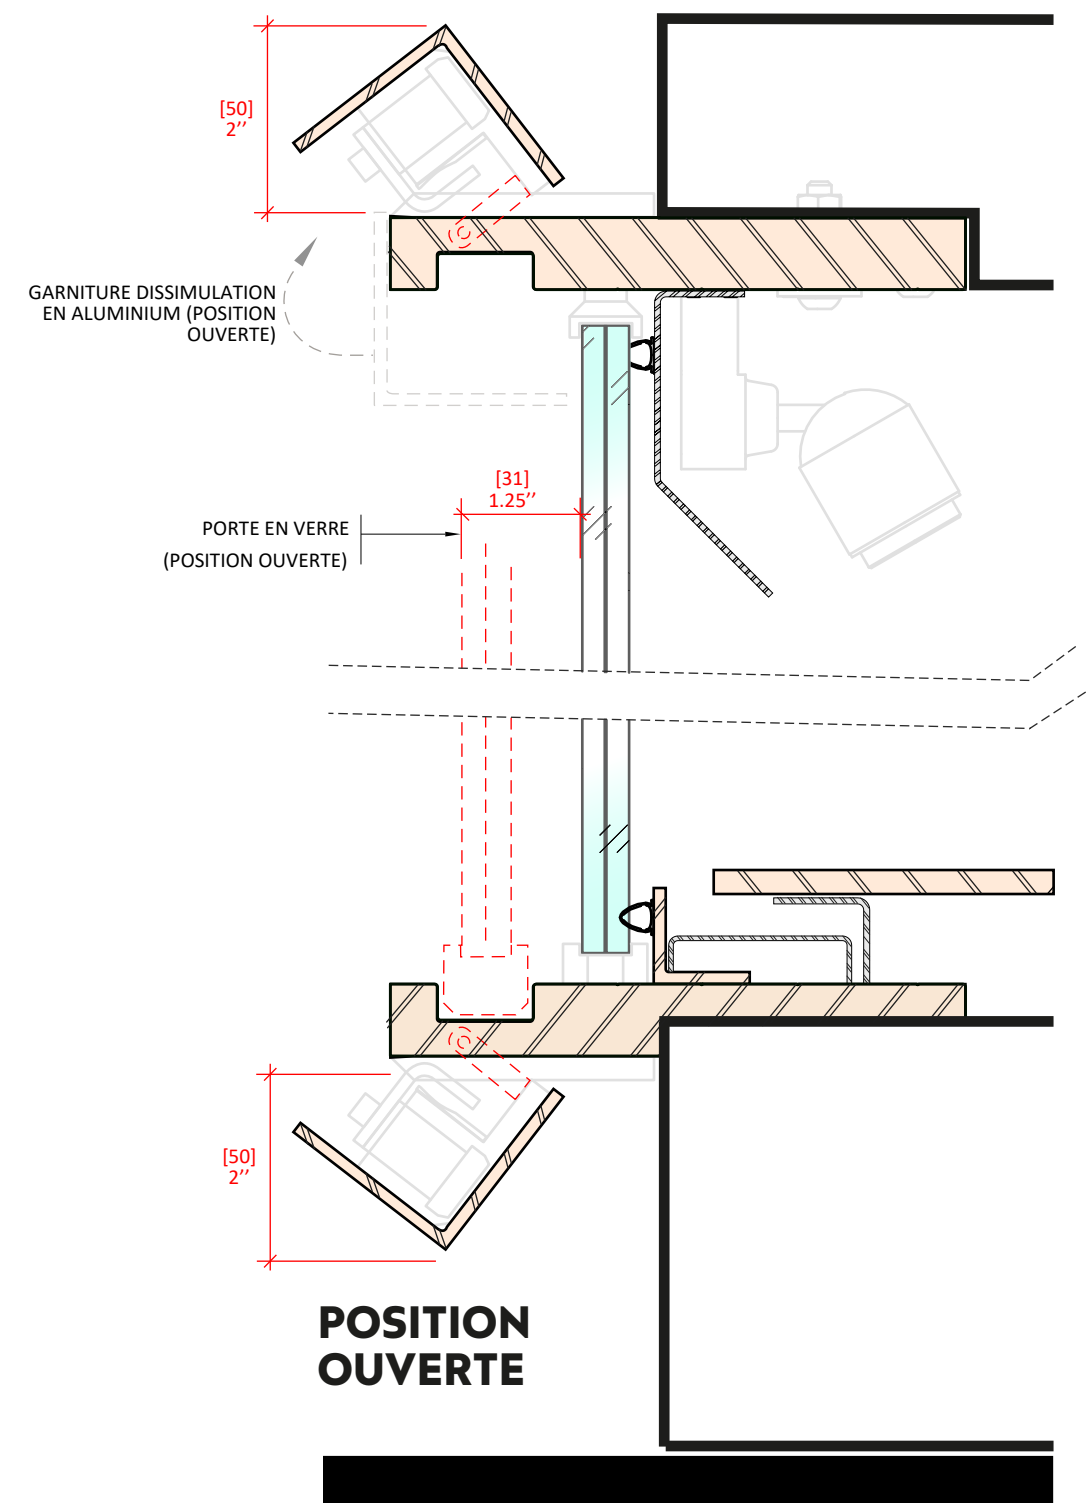 [50]
2’’
GARNITURE DISSIMULATION
EN ALUMINIUM (POSITION
OUVERTE)
[31]
1.25’’
PORTE EN VERRE
(POSITION OUVERTE)
[50]
2’’
POSITION
OUVERTE